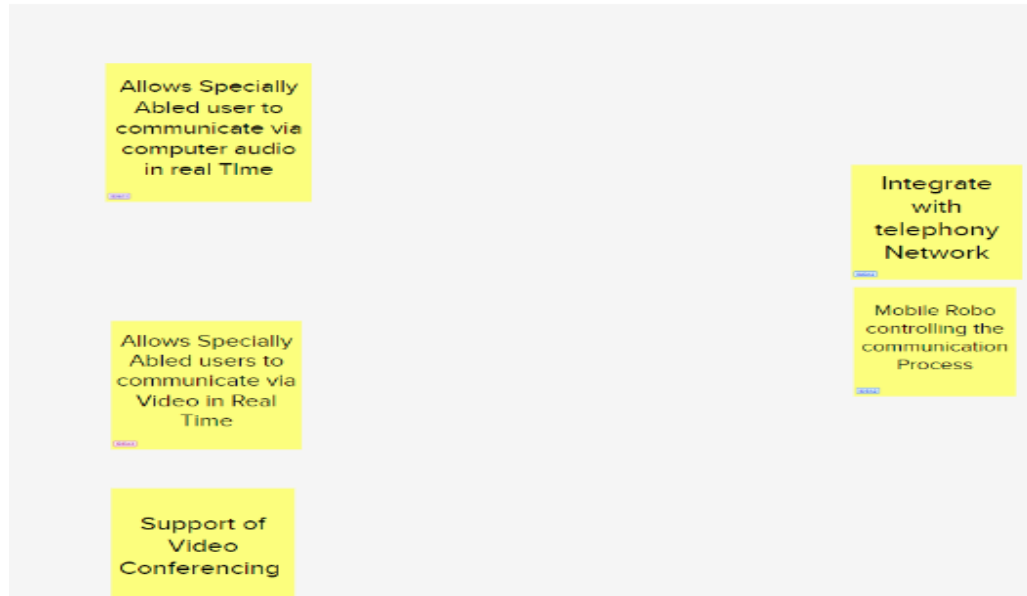 Allows Specially
Abled user to
communicate via
computer audio
in real TIme
Integrate
with
telephony
Network
Mobile Robo
controlling the
communication
Process
Allows Specially
Abled users to
communicate via
Video in Real
Time
Support of
Video
Conferencing